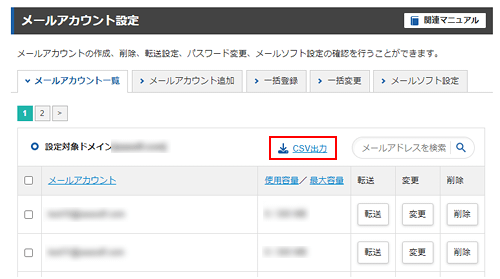 メールアカウント設定
関連マニュアル
メールアカウントの作成、削除、転送設定、パスワード変更、メールソフト設定の確認を行うことができます。
メールアカウント一覧 メールアカウント追加 一括登録 一括変更 メールソフト設定
1 2 >
設定対象ドメイン CSV出力 メールアドレスを検索
メールアカウント 使用容量／最大容量 転送 変更 削除
転送 変更 削除
転送 変更 削除